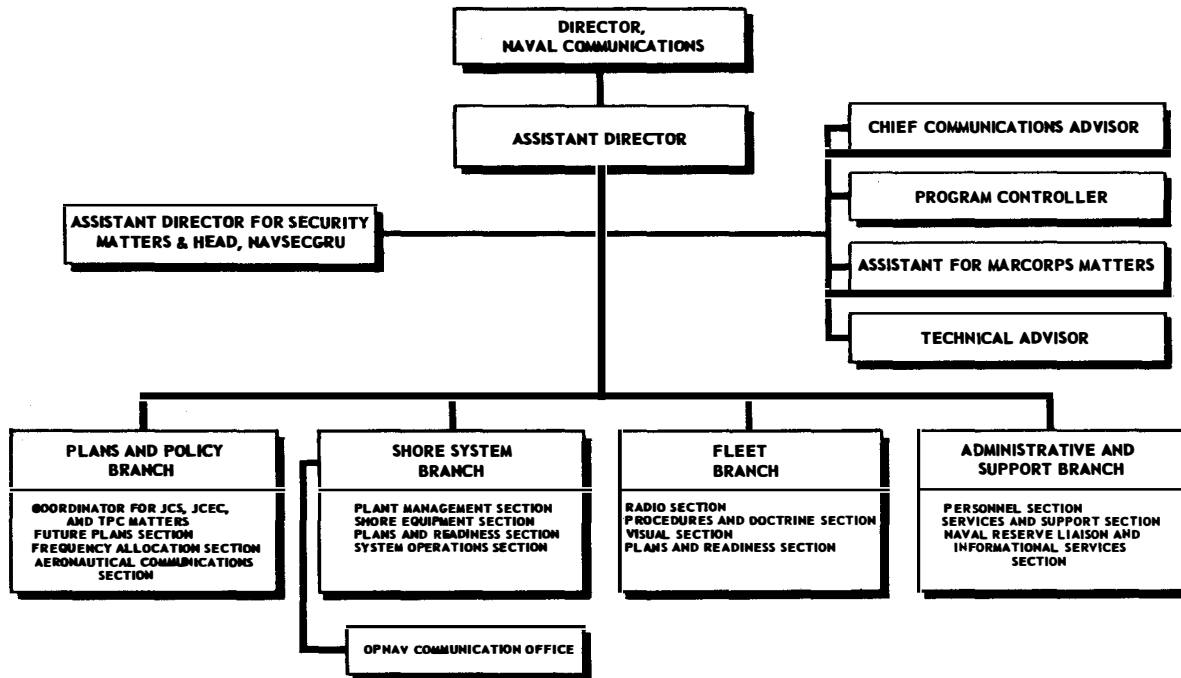 DIRECTOR,
NAVAL COMMUNICATIONS
ASSISTANT DIRECTOR
CHIEF COMMUNICATIONS ADVISOR
PROGRAM CONTROLLER
ASSISTANT DIRECTOR FOR SECURITY
MATTERS & HEAD, NAVSECGRU
ASSISTANT FOR MARCORPS MATTERS
TECHNICAL ADVISOR
PLANS AND POLICY
BRANCH
COORDINATOR FOR JCS, JCEC,
AND TPC MATTERS
FUTURE PLANS SECTION
FREQUENCY ALLOCATION SECTION
AERONAUTICAL COMMUNICATIONS
SECTION
SHORE SYSTEM
BRANCH
PLANT MANAGEMENT SECTION
SHORE EQUIPMENT SECTION
PLANS AND READINESS SECTION
SYSTEM OPERATIONS SECTION
OPNAV COMMUNICATION OFFICE
FLEET
BRANCH
RADIO SECTION
PROCEDURES AND DOCTRINE SECTION
VISUAL SECTION
PLANS AND READINESS SECTION
ADMINISTRATIVE AND
SUPPORT BRANCH
PERSONNEL SECTION
SERVICES AND SUPPORT SECTION
NAVAL RESERVE LIAISON AND
INFORMATIONAL SERVICES
SECTION